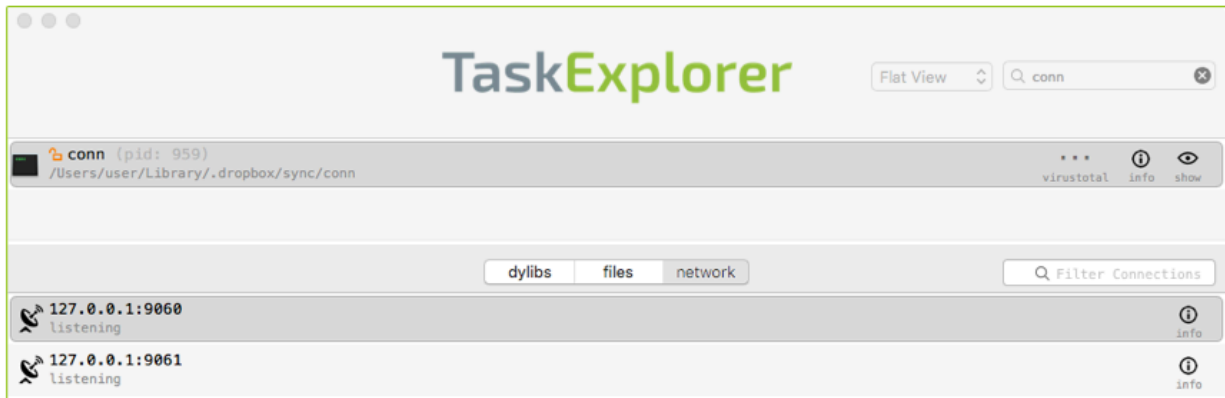 TaskExplorer
Flat View
conn
conn (pid: 959)
/Users/user/Library/.dropbox/sync/conn
virustotal
info
show
dylibs
files
network
Filter Connections
127.0.0.1:9060
listening
info
127.0.0.1:9061
listening
info